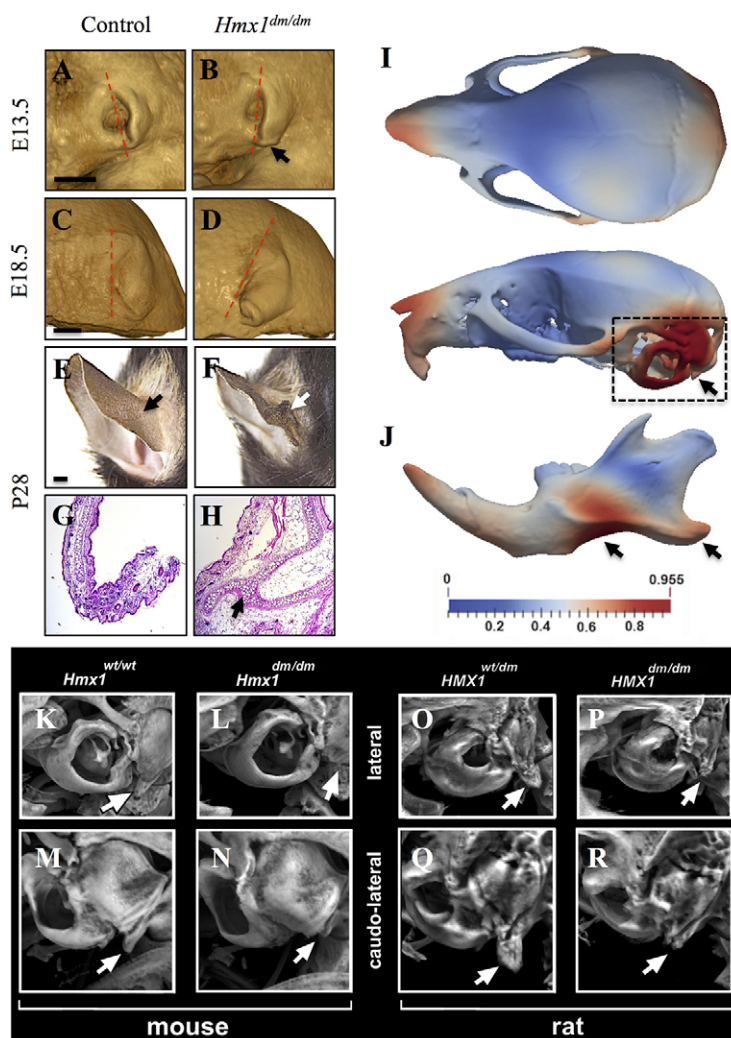 Control Hmx1dm/dm
E13.5
A B
E18.5
C D
P28
E F
G H
I
J
0 0.955
0.2 0.4 0.6 0.8
Hmx1wt/wt Hmx1dm/dm HMX1wt/dm HMX1dm/dm
K L lateral O P
M N caudo-lateral Q R
mouse rat